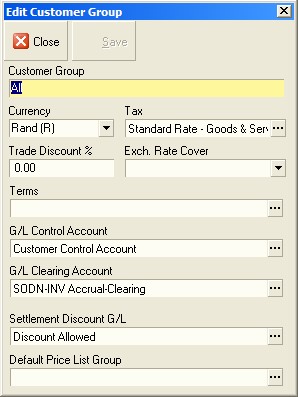 Edit Customer Group
Close Save
Customer Group
All
Currency Tax
Rand (R) Standard Rate - Goods & Serv ...
Trade Discount % Exch. Rate Cover
0.00
Terms
...
G/L Control Account
Customer Control Account ...
G/L Clearing Account
SODN-INV Accrual-Clearing ...
Settlement Discount G/L
Discount Allowed ...
Default Price List Group
...